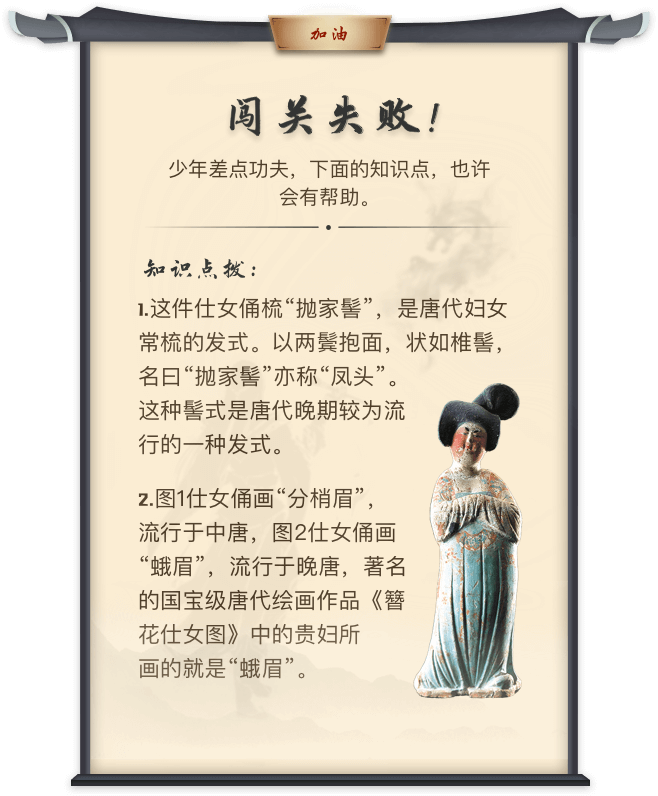 加油
闯关失败！
少年差点功夫，下面的知识点，也许
会有帮助。
知识点拨：
1.这件仕女俑梳“抛家髻”，是唐代妇女
常梳的发式。以两鬓抱面，状如椎髻，
名曰“抛家髻”亦称“凤头”。
这种髻式是唐代晚期较为流
行的一种发式。
2.图1仕女俑画“分梢眉”，
流行于中唐，图2仕女俑画
“蛾眉”，流行于晚唐，著名
的国宝级唐代绘画作品《簪
花仕女图》中的贵妇所
画的就是“蛾眉”。